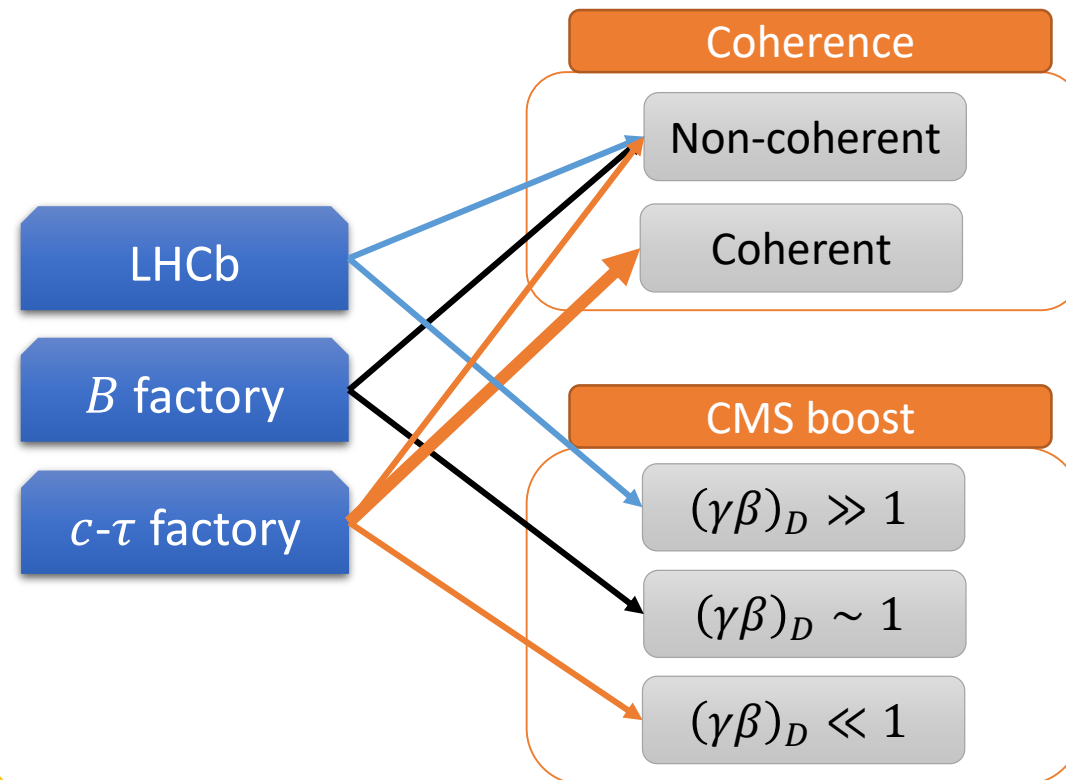 Coherence
Non-coherent
Coherent
LHCb
B factory
c-τ factory
CMS boost
(γβ)_D ≫ 1
(γβ)_D ~ 1
(γβ)_D ≪ 1